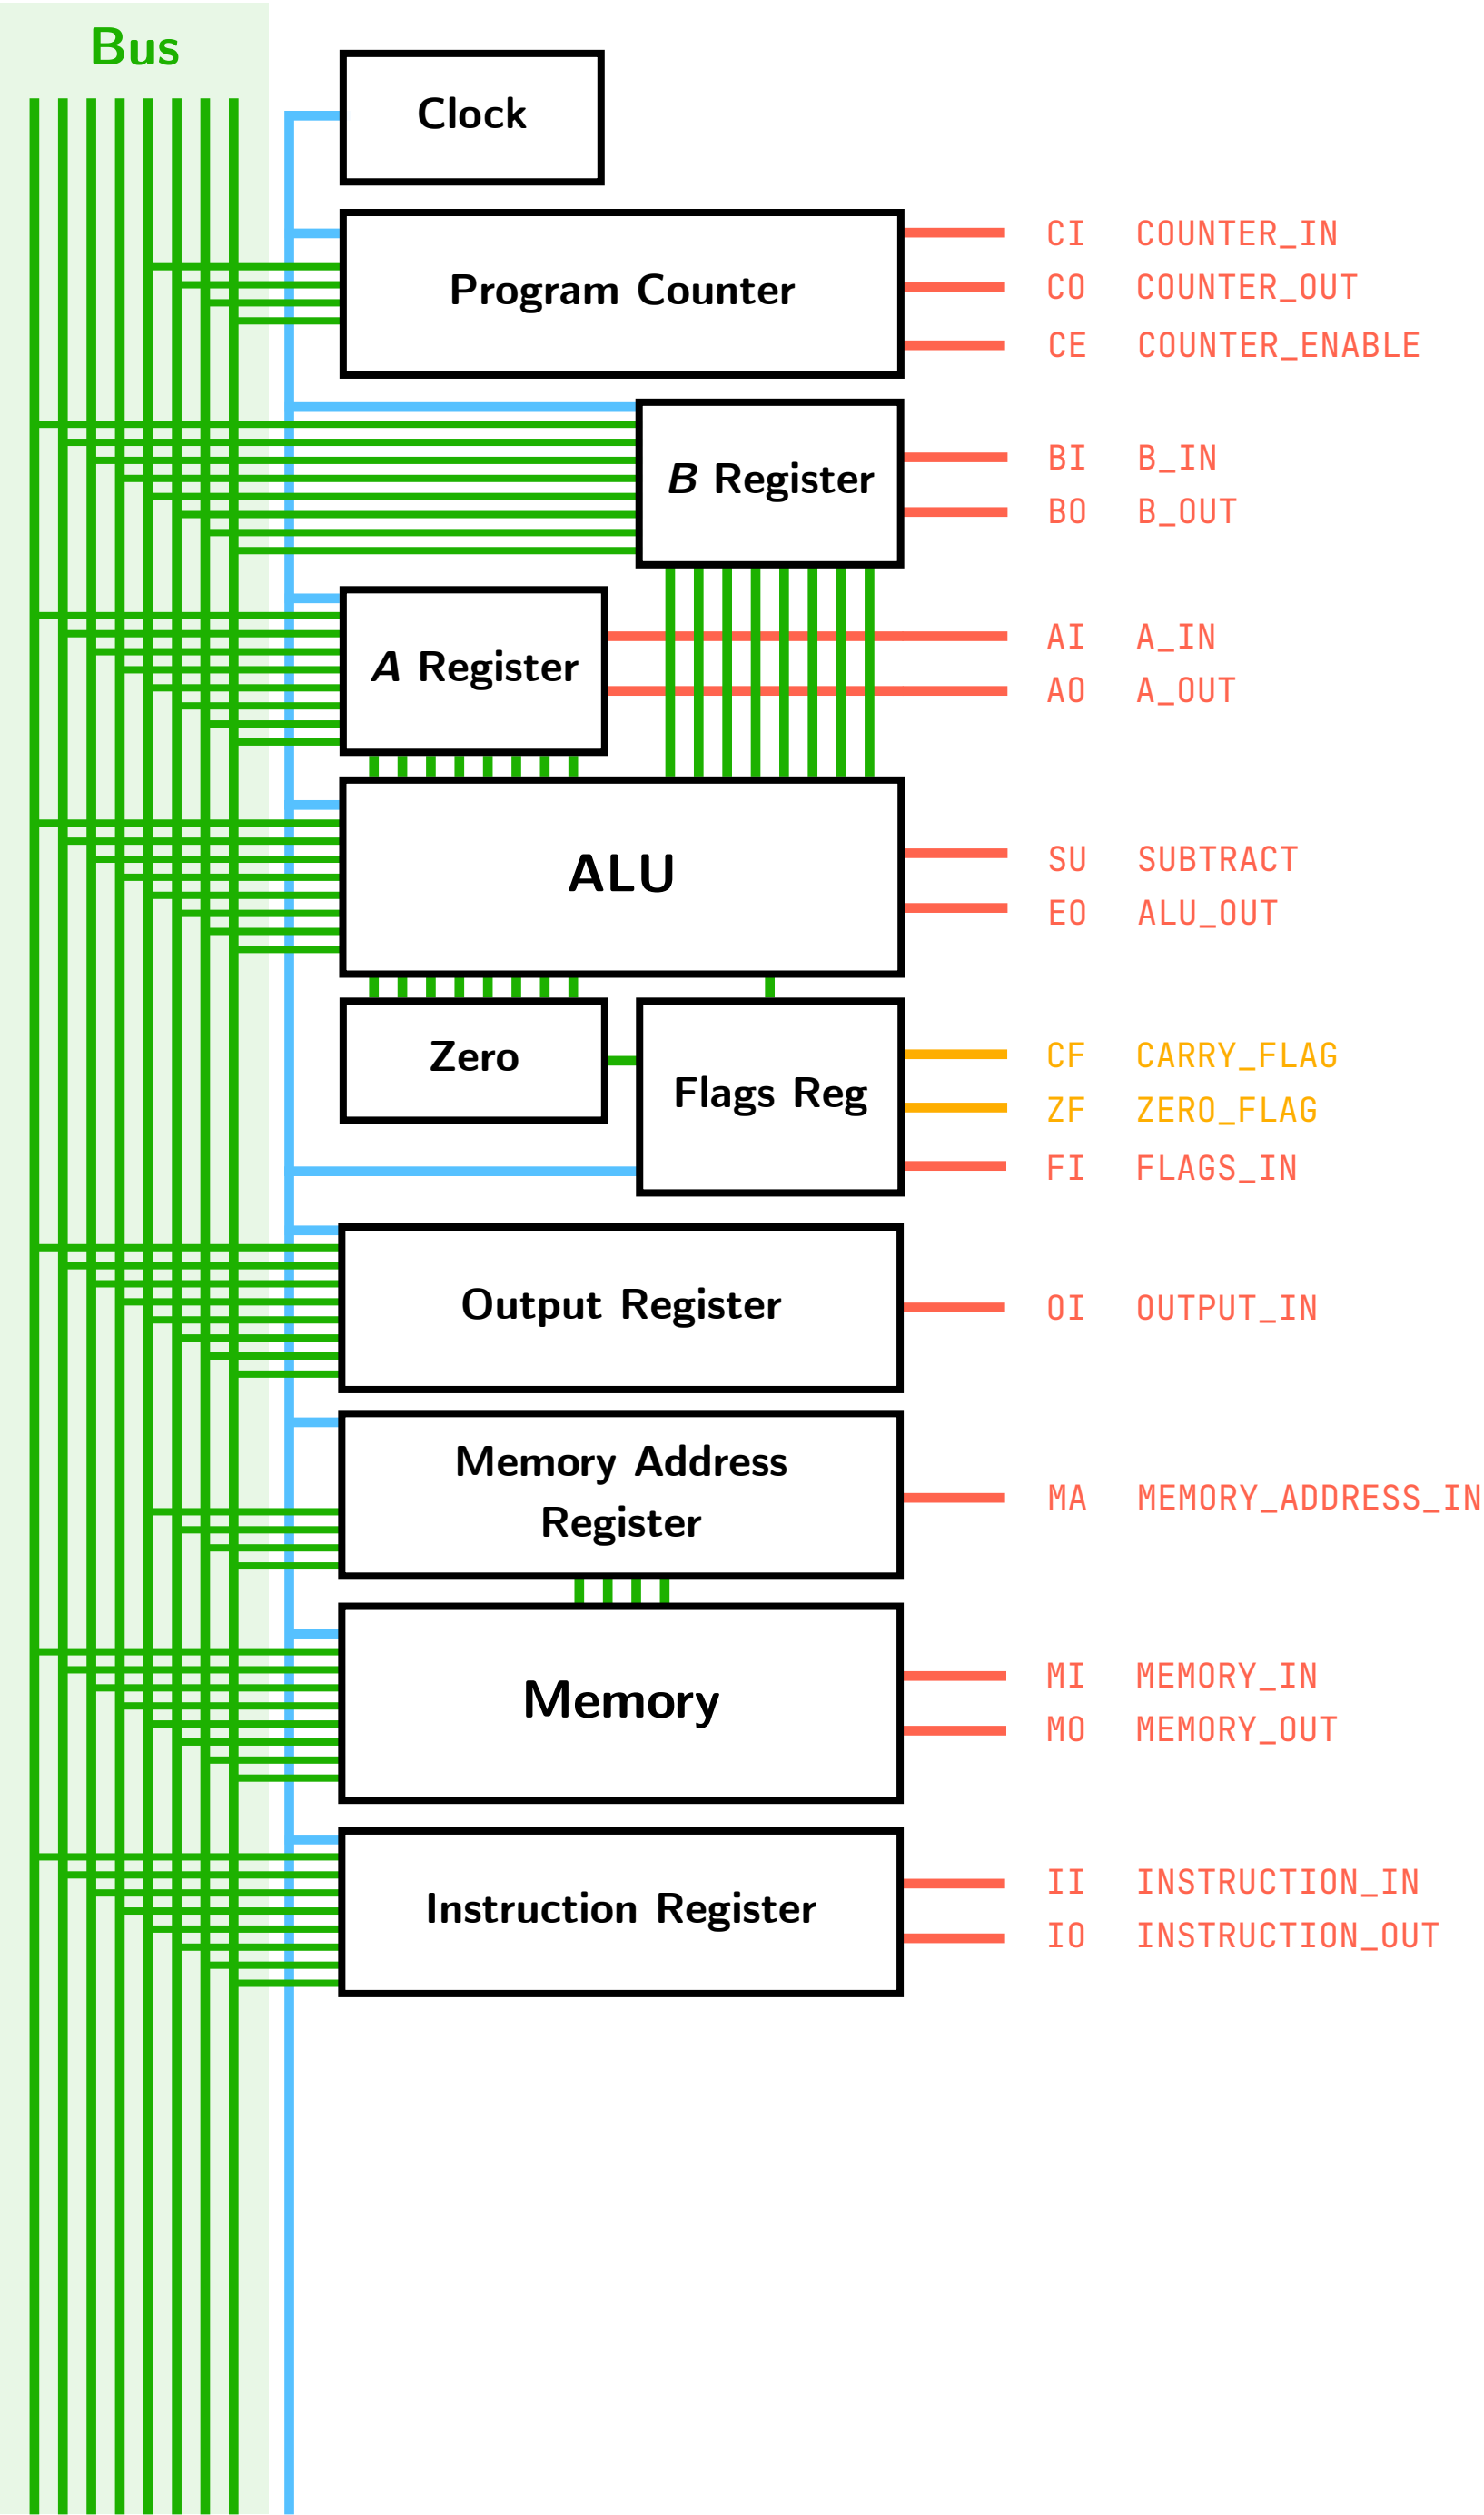 Bus
Clock
Program Counter
CI COUNTER_IN
CO COUNTER_OUT
CE COUNTER_ENABLE
B Register
BI B_IN
BO B_OUT
A Register
AI A_IN
AO A_OUT
ALU
SU SUBTRACT
EO ALU_OUT
Zero
Flags Reg
CF CARRY_FLAG
ZF ZERO_FLAG
FI FLAGS_IN
Output Register
OI OUTPUT_IN
Memory Address
Register
MA MEMORY_ADDRESS_IN
Memory
MI MEMORY_IN
MO MEMORY_OUT
Instruction Register
II INSTRUCTION_IN
IO INSTRUCTION_OUT